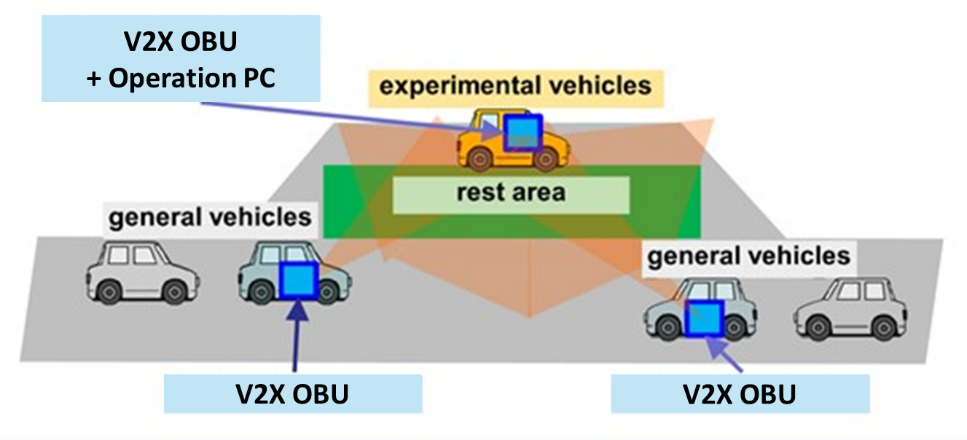 V2X OBU
+ Operation PC
experimental vehicles
rest area
general vehicles
general vehicles
V2X OBU
V2X OBU